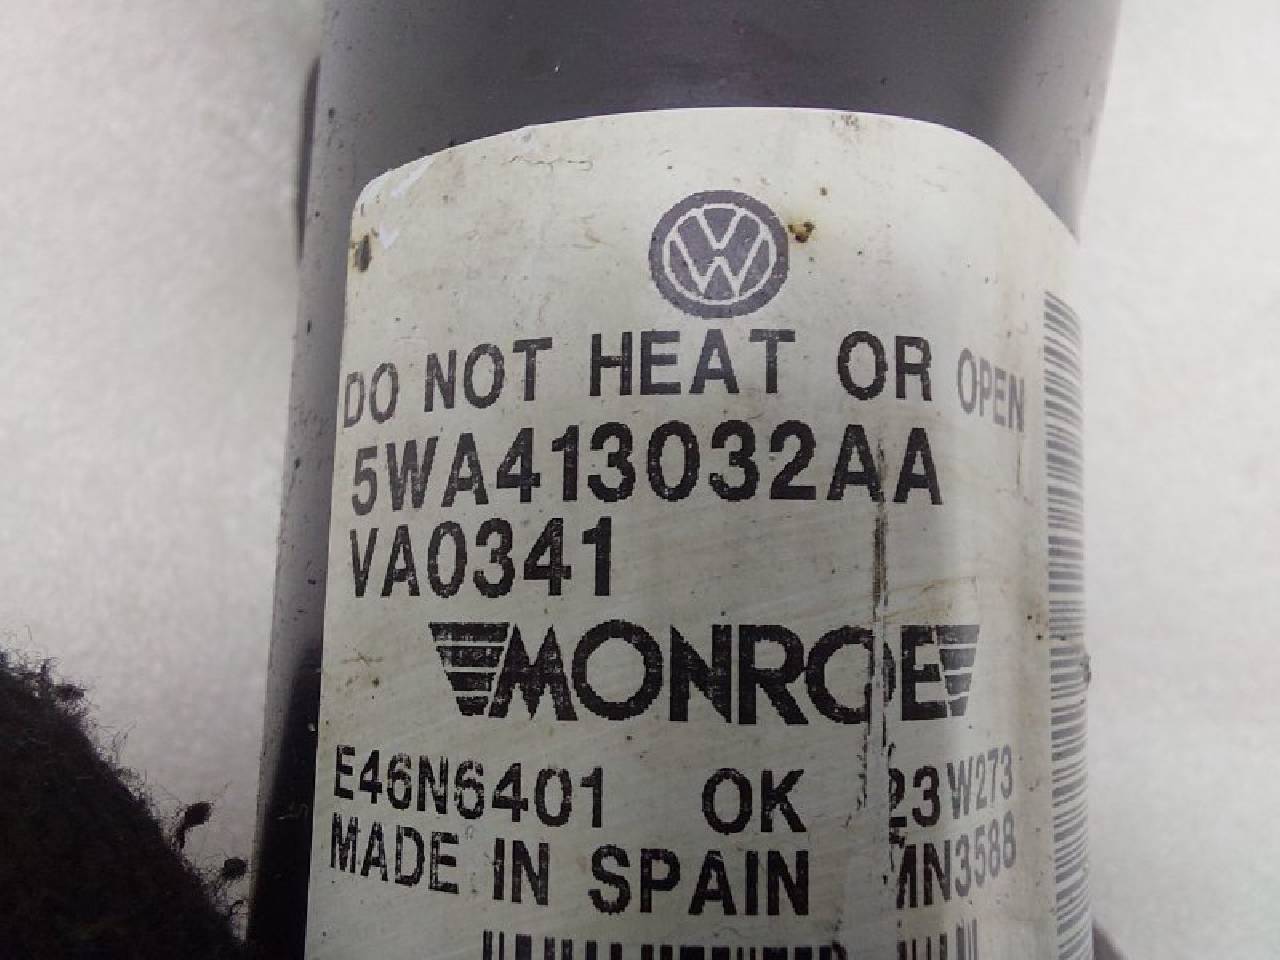 DO NOT HEAT OR OPEN
5WA413032AA
VA0341
MONROE
E46N6401 OK 23W273
MADE IN SPAIN MN3588